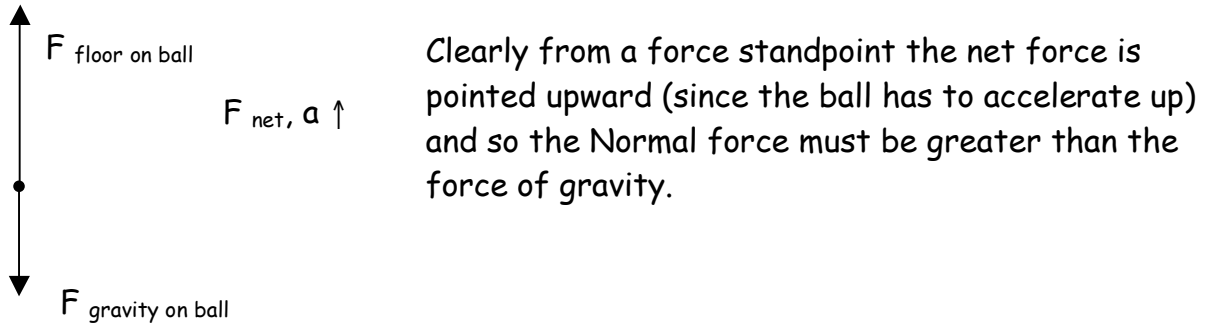 F floor on ball
F net, a ↑
F gravity on ball
Clearly from a force standpoint the net force is
pointed upward (since the ball has to accelerate up)
and so the Normal force must be greater than the
force of gravity.